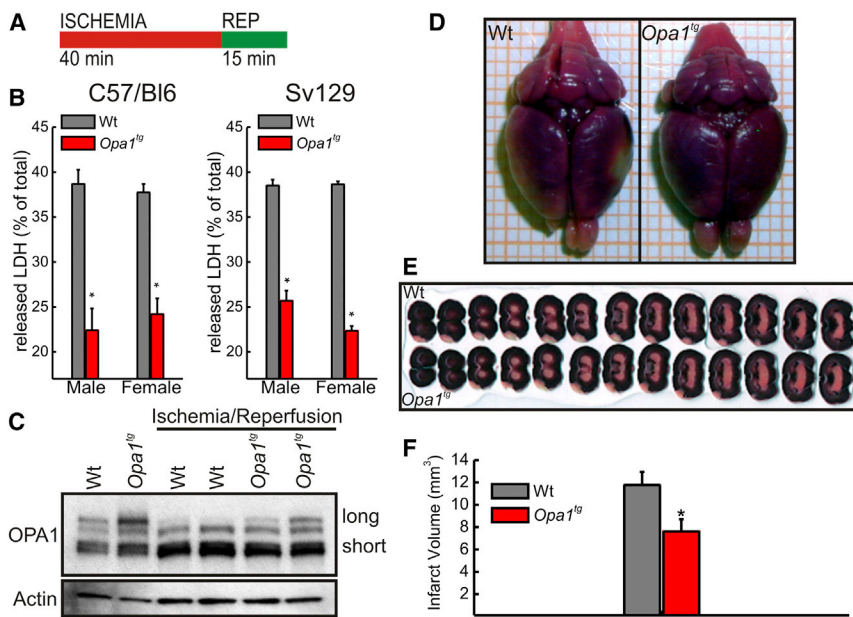 A
ISCHEMIA REP
40 min 15 min
B
C57/Bl6
Wt
Opa1tg
released LDH (% of total)
45
40
35
30
25
20
*
*
Male Female
Sv129
Wt
Opa1tg
released LDH (% of total)
45
40
35
30
25
20
*
*
Male Female
C
Ischemia/Reperfusion
Wt Opa1tg Wt Wt Opa1tg Opa1tg
OPA1
long
short
Actin
D
Wt
Opa1tg
E
Wt
Opa1tg
F
Infarct Volume (mm3)
14
12
10
8
6
4
2
Wt
Opa1tg
*